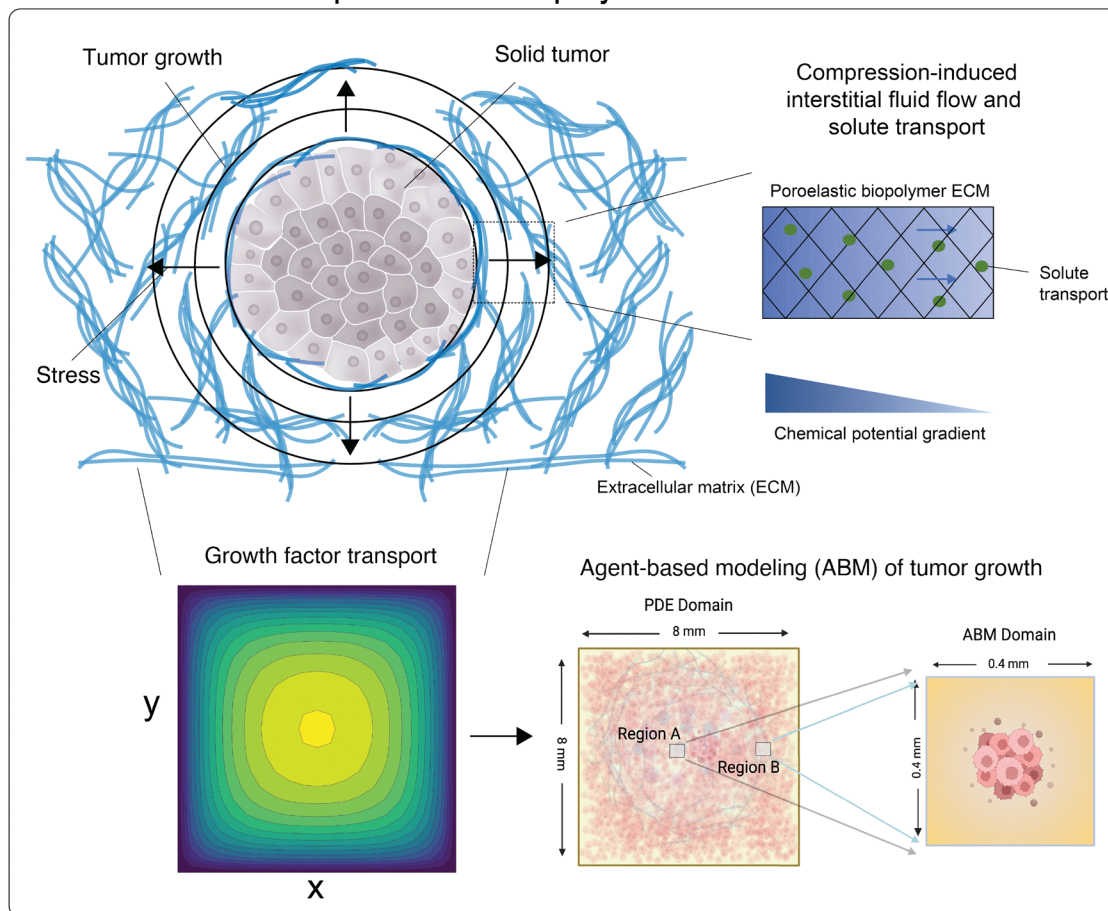 Tumor growth
Solid tumor
Stress
Extracellular matrix (ECM)
Compression-induced
interstitial fluid flow and
solute transport
Poroelastic biopolymer ECM
Solute
transport
Chemical potential gradient
Growth factor transport
y
x
Agent-based modeling (ABM) of tumor growth
PDE Domain
8 mm
8 mm
Region A
Region B
ABM Domain
0.4 mm
0.4 mm